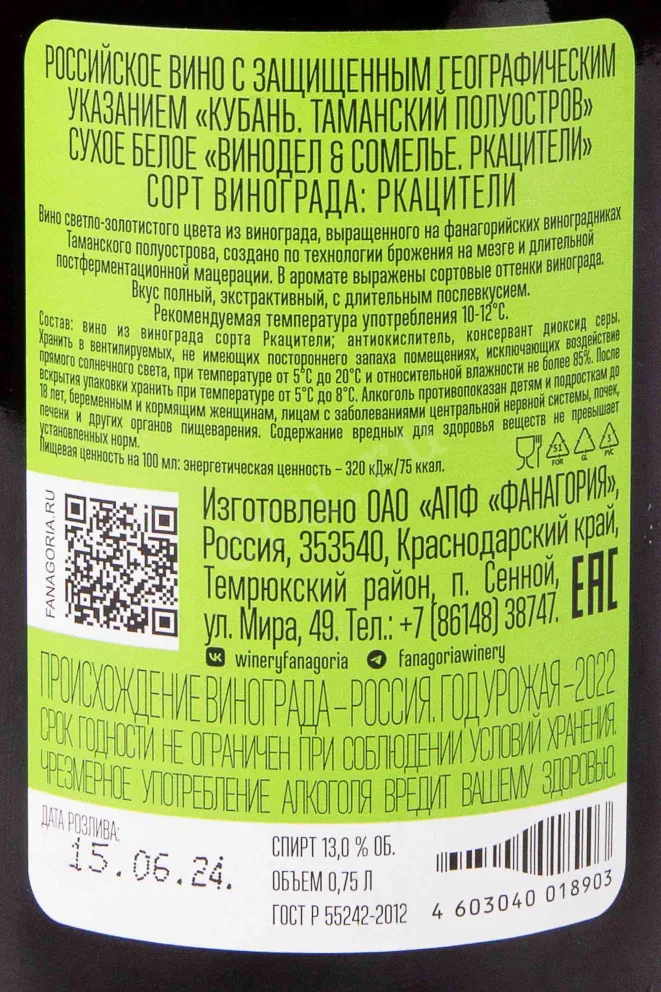 РОССИЙСКОЕ ВИНО С ЗАЩИЩЕННЫМ ГЕОГРАФИЧЕСКИМ
УКАЗАНИЕМ «КУБАНЬ. ТАМАНСКИЙ ПОЛУОСТРОВ»
СУХОЕ БЕЛОЕ «ВИНОДЕЛ & СОМЕЛЬЕ. РКАЦИТЕЛИ»
СОРТ ВИНОГРАДА: РКАЦИТЕЛИ
Вино светло-золотистого цвета из винограда, выращенного на фанагорийских виноградниках
Таманского полуострова, создано по технологии брожения на мезге и длительной
постферментационной мацерации. В аромате выражены сортовые оттенки винограда.
Вкус полный, экстрактивный, с длительным послевкусием.
Рекомендуемая температура употребления 10-12°С.
Состав: вино из винограда сорта Ркацители; антиокислитель, консервант диоксид серы.
Хранить в вентилируемых, не имеющих постороннего запаха помещениях, исключающих воздействие
прямого солнечного света, при температуре от 5°С до 20°С и относительной влажности не более 85%. После
вскрытия упаковки хранить при температуре от 5°С до 8°С. Алкоголь противопоказан детям и подросткам до
18 лет, беременным и кормящим женщинам, лицам с заболеваниями центральной нервной системы, почек,
печени и других органов пищеварения. Содержание вредных для здоровья веществ не превышает
установленных норм.
Пищевая ценность на 100 мл: энергетическая ценность – 320 кДж/75 ккал.
51 FOR GL 3 PVC
FANAGORIA.RU
Изготовлено ОАО «АПФ «ФАНАГОРИЯ»,
Россия, 353540, Краснодарский край,
Темрюкский район, п. Сенной,
ул. Мира, 49. Тел.: +7 (86148) 38747.
EAC
wineryfanagoria fanagoriawinery
ПРОИСХОЖДЕНИЕ ВИНОГРАДА – РОССИЯ. ГОД УРОЖАЯ – 2022
СРОК ГОДНОСТИ НЕ ОГРАНИЧЕН ПРИ СОБЛЮДЕНИИ УСЛОВИЙ ХРАНЕНИЯ.
ЧРЕЗМЕРНОЕ УПОТРЕБЛЕНИЕ АЛКОГОЛЯ ВРЕДИТ ВАШЕМУ ЗДОРОВЬЮ.
ДАТА РОЗЛИВА:
15.06.24.
СПИРТ 13,0 % ОБ.
ОБЪЕМ 0,75 Л
ГОСТ Р 55242-2012
4 603040 018903